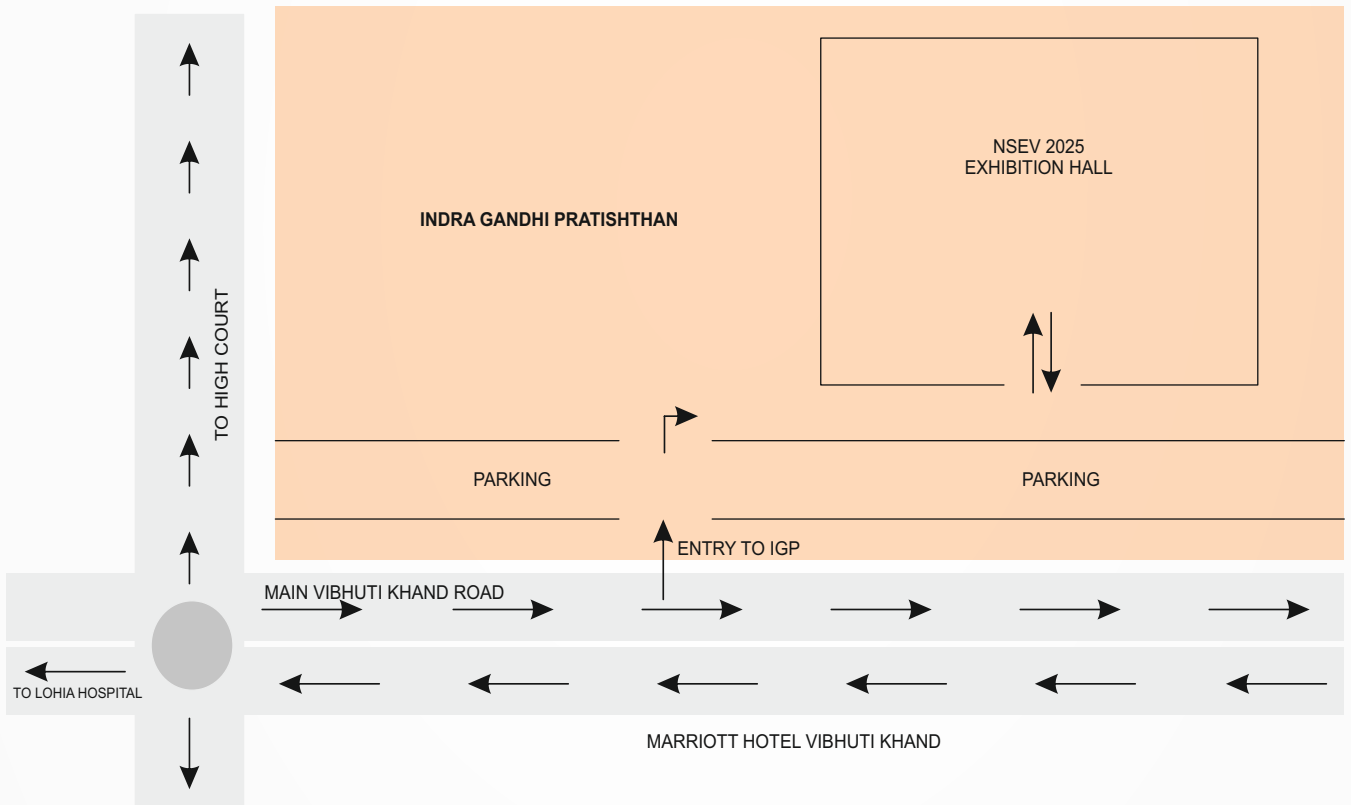 NSEV 2025
EXHIBITION HALL
INDRA GANDHI PRATISHTHAN
TO HIGH COURT
PARKING
PARKING
ENTRY TO IGP
MAIN VIBHUTI KHAND ROAD
TO LOHIA HOSPITAL
MARRIOTT HOTEL VIBHUTI KHAND